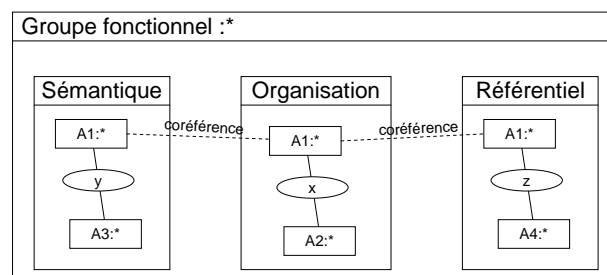 Groupe fonctionnel :*
Sémantique
Organisation
Référentiel
A1:*
coréférence
A1:*
coréférence
A1:*
y
x
z
A3:*
A2:*
A4:*